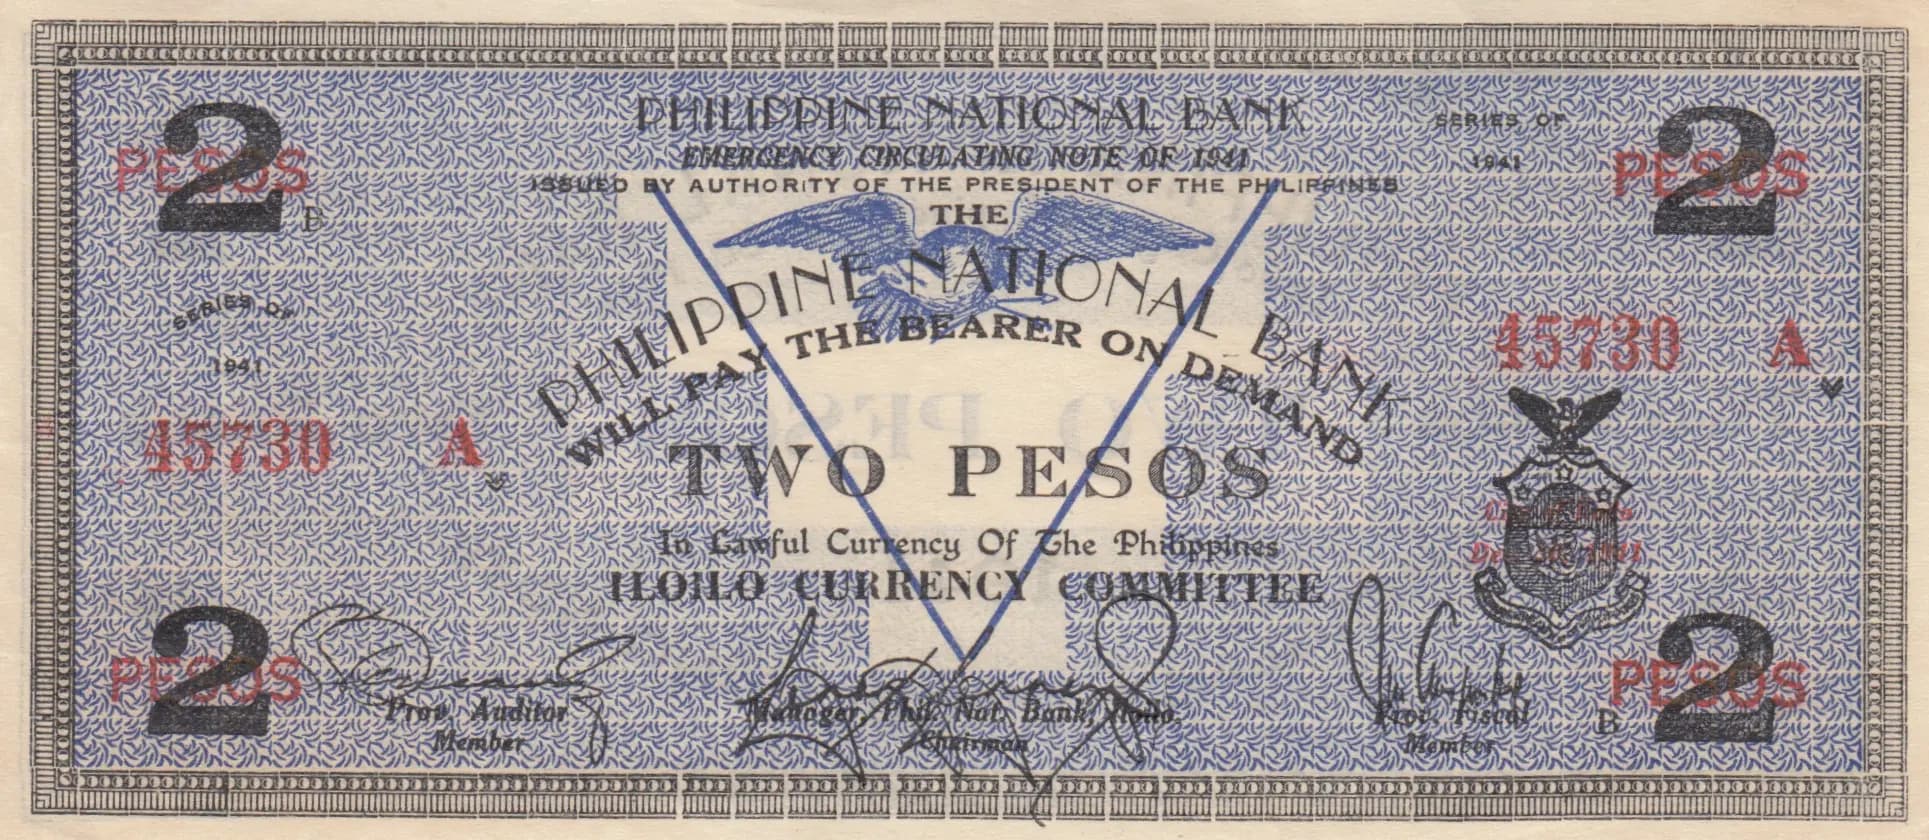 PHILIPPINE NATIONAL BANK
EMERGENCY CIRCULATING NOTE OF 1941
ISSUED BY AUTHORITY OF THE PRESIDENT OF THE PHILIPPINES
SERIES OF
1941
2
PESOS
B
2
PESOS
THE
PHILIPPINE NATIONAL BANK
WILL PAY THE BEARER ON DEMAND
TWO PESOS
In Lawful Currency Of The Philippines
ILOILO CURRENCY COMMITTEE
SERIES OF
1941
45730 A
45730 A
2
PESOS
Prov. Auditor
Member
Manager, Phil. Nat. Bank, Iloilo,
Chairman
Prov. Fiscal
Member
B
2
PESOS